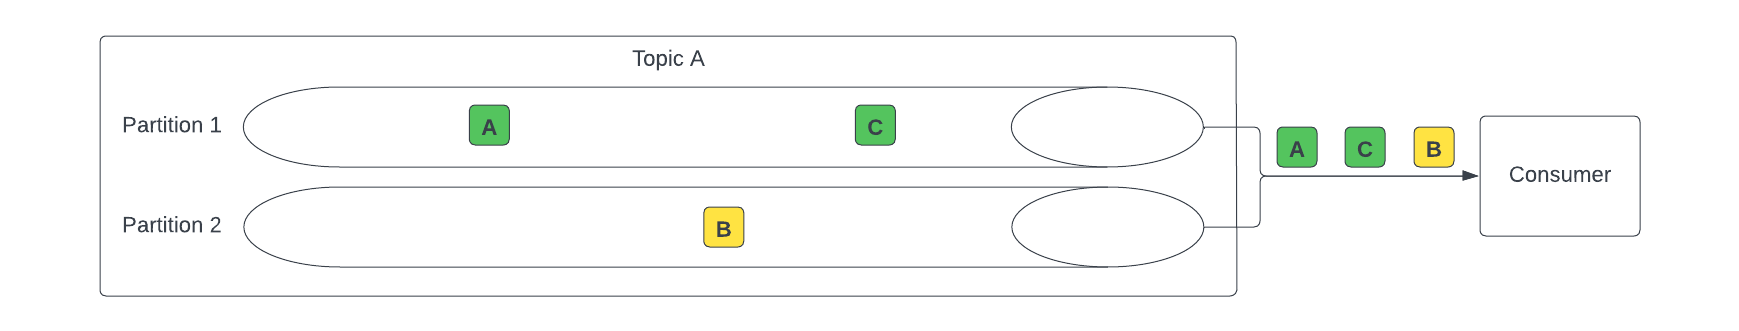 Topic A
Partition 1
A
C
Partition 2
B
A C B
Consumer